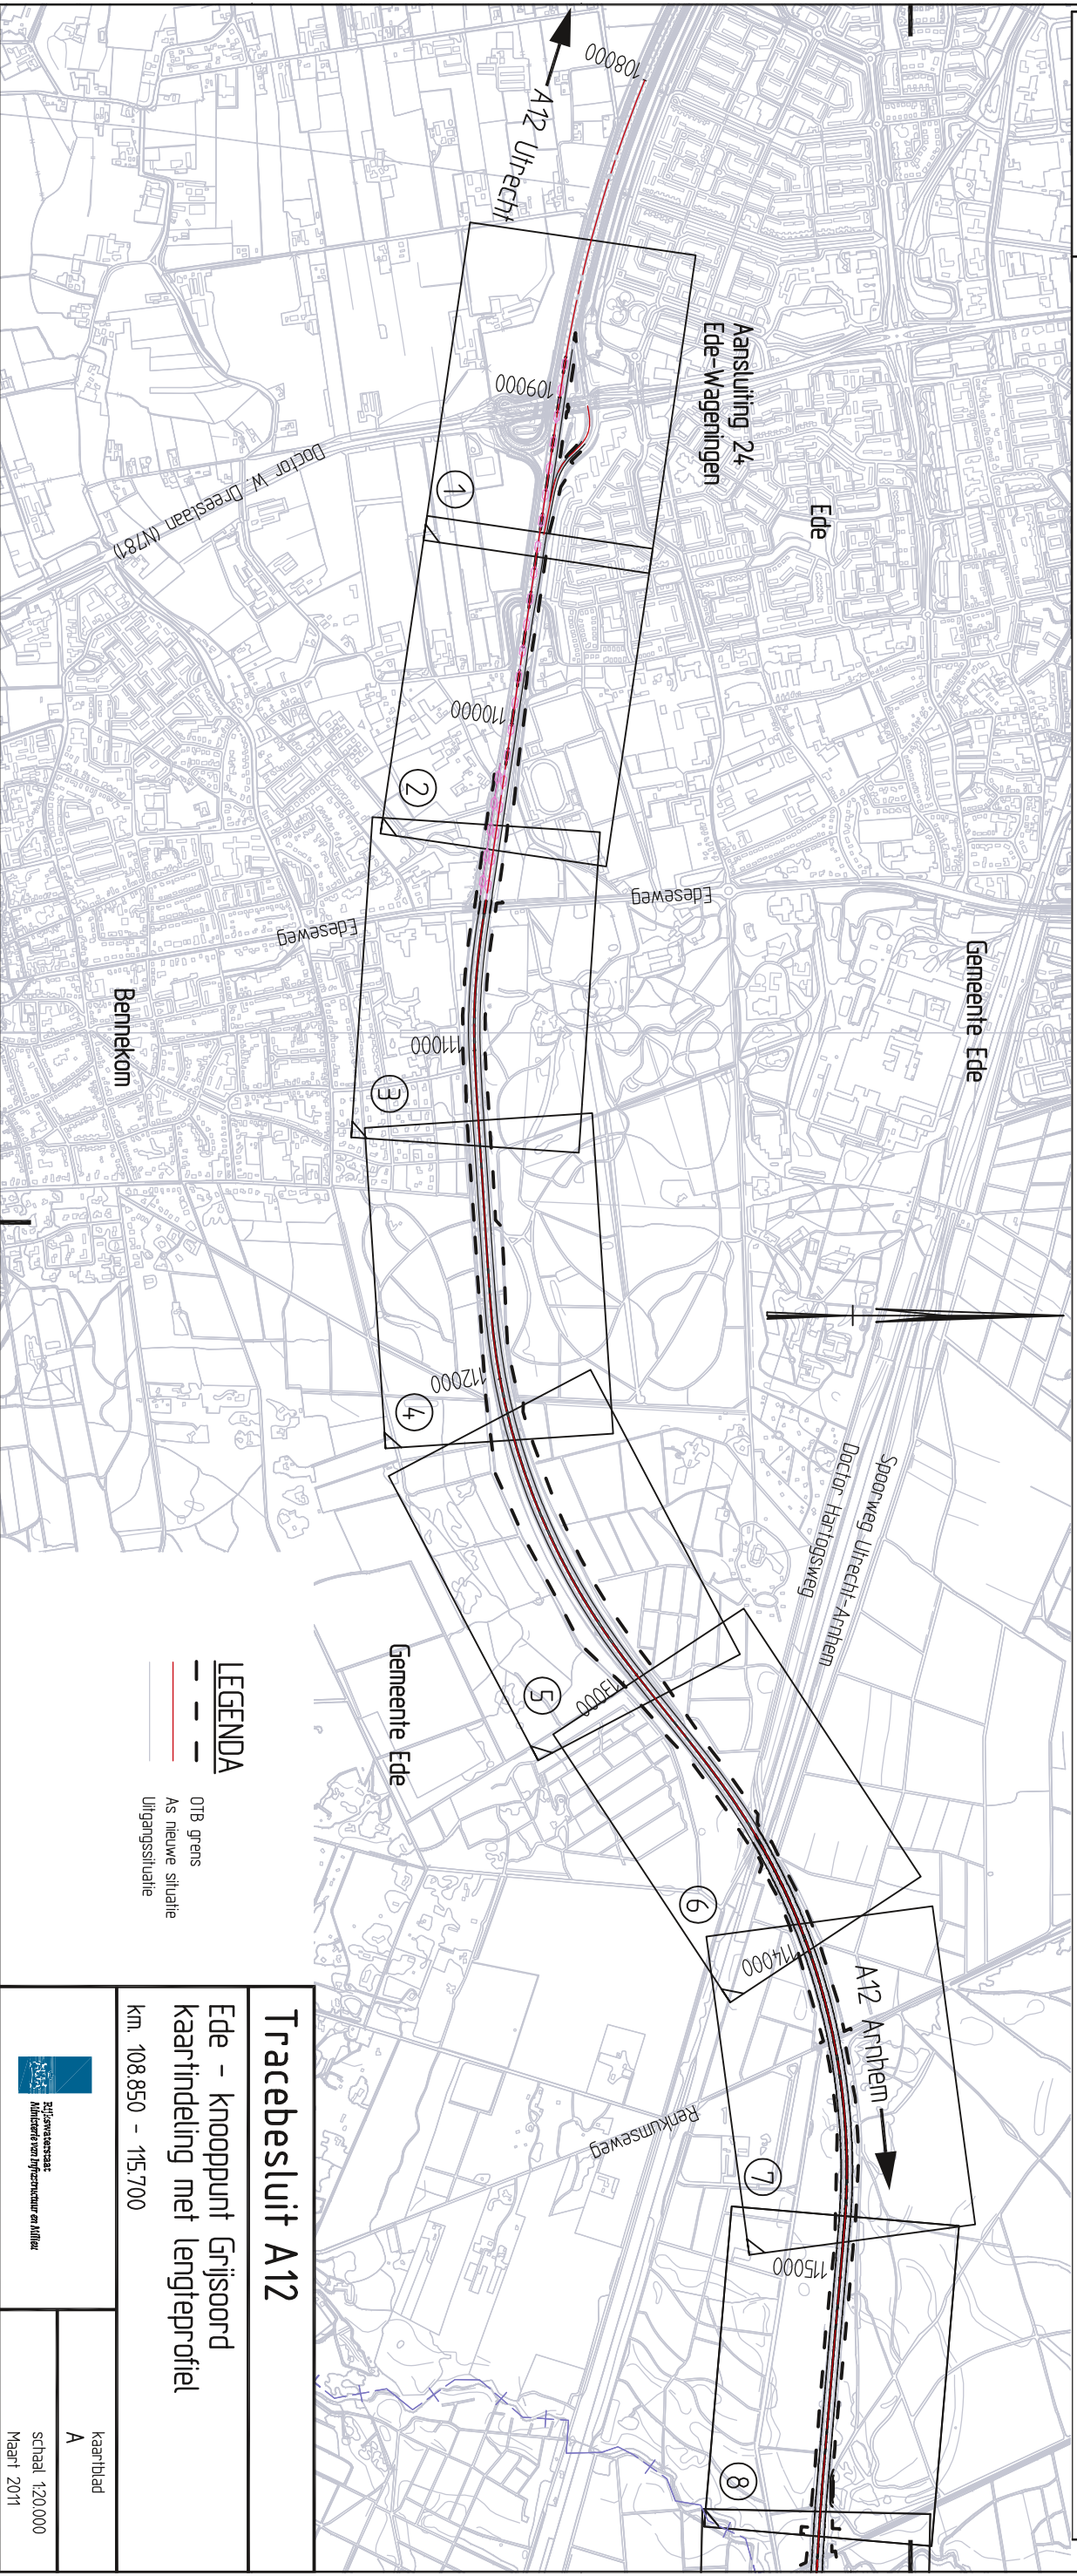 108000
A12 Utrecht
Aansluiting 24
Ede-Wageningen
Ede
Gemeente Ede
109000
Doctor W. Dreeslaan (N781)
1
110000
2
Edeseweg
Edeseweg
Bennekom
111000
3
112000
4
Spoorweg Utrecht-Arnhem
Doctor Hartogsweg
113000
5
Gemeente Ede
6
114000
A12 Arnhem
Renkumseweg
7
115000
8
LEGENDA
OTB grens
As nieuwe situatie
Uitgangssituatie
Tracebesluit A12
Ede - knooppunt Grijsoord
kaartindeling met lengteprofiel
km. 108.850 - 115.700
Rijkswaterstaat
Ministerie van Infrastructuur en Milieu
kaartblad
A
schaal 1:20.000
Maart 2011